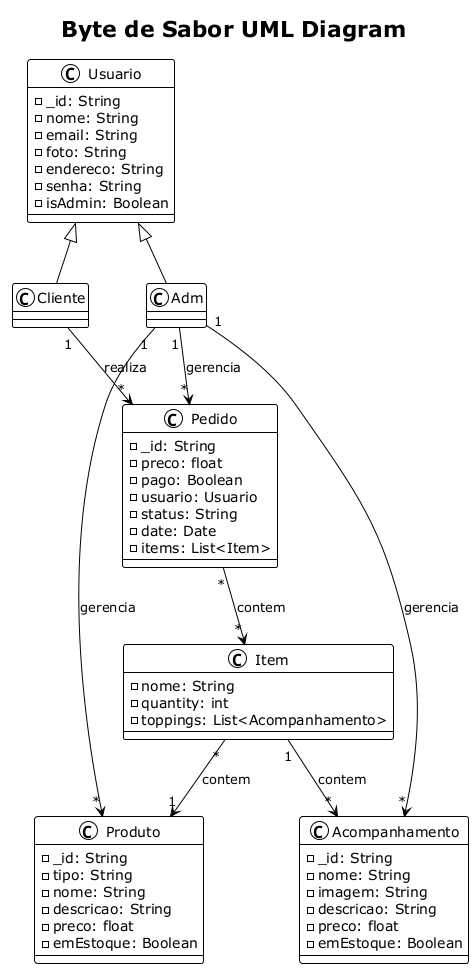 Byte de Sabor UML Diagram
C Usuario
_id: String
nome: String
email: String
foto: String
endereco: String
senha: String
isAdmin: Boolean
C Cliente
C Adm
1
1
1
1
realiza
gerencia
*
*
C Pedido
_id: String
preco: float
pago: Boolean
usuario: Usuario
status: String
date: Date
items: List<Item>
*
contem
*
gerencia
gerencia
C Item
nome: String
quantity: int
toppings: List<Acompanhamento>
*
1
contem
contem
*
1
*
*
C Produto
_id: String
tipo: String
nome: String
descricao: String
preco: float
emEstoque: Boolean
C Acompanhamento
_id: String
nome: String
imagem: String
descricao: String
preco: float
emEstoque: Boolean